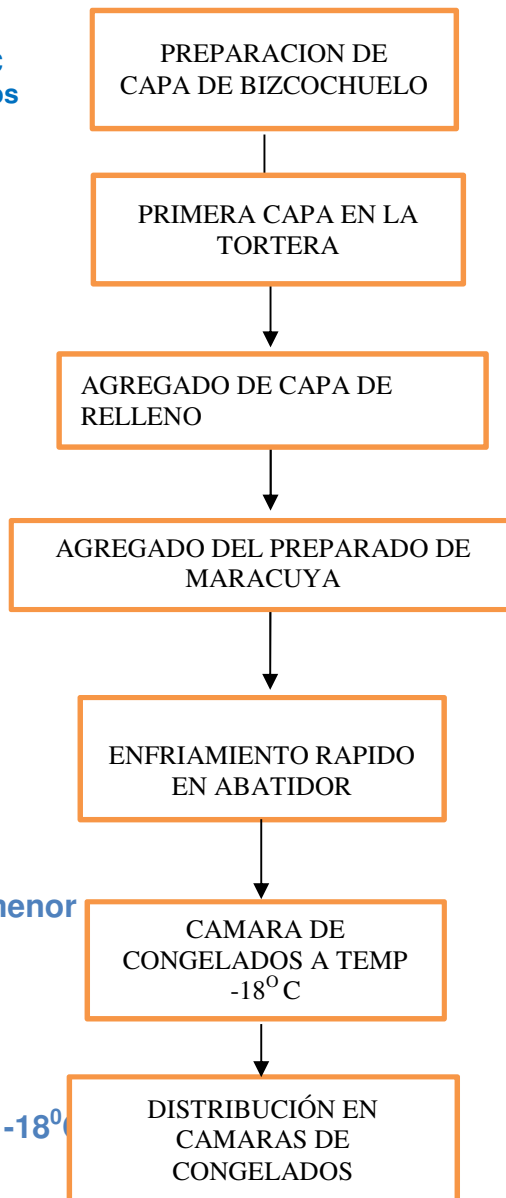 PREPARACION DE
CAPA DE BIZCOCHUELO
PRIMERA CAPA EN LA
TORTERA
AGREGADO DE CAPA DE
RELLENO
AGREGADO DEL PREPARADO DE
MARACUYA
ENFRIAMIENTO RAPIDO
EN ABATIDOR
menor
CAMARA DE
CONGELADOS A TEMP
-18ᴼ C
-18⁰
DISTRIBUCIÓN EN
CAMARAS DE
CONGELADOS